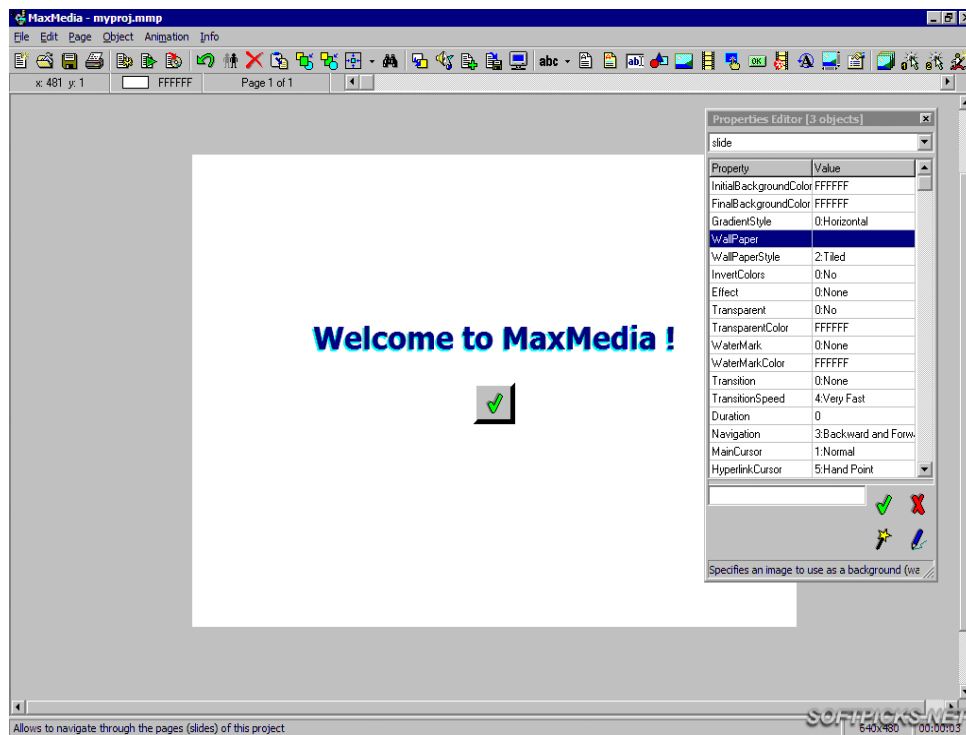 MaxMedia - myproj.mmp
File Edit Page Object Animation Info
abc
ab
OK
x: 481 y: 1 FFFFFF Page 1 of 1
Properties Editor [3 objects]
slide
Property Value
InitialBackgroundColor FFFFFF
FinalBackgroundColor FFFFFF
GradientStyle 0:Horizontal
WallPaper
WallPaperStyle 2:Tiled
InvertColors 0:No
Effect 0:None
Transparent 0:No
TransparentColor FFFFFF
WaterMark 0:None
WaterMarkColor FFFFFF
Transition 0:None
TransitionSpeed 4:Very Fast
Duration 0
Navigation 3:Backward and Forw
MainCursor 1:Normal
HyperlinkCursor 5:Hand Point
Welcome to MaxMedia !
Specifies an image to use as a background (wa
Allows to navigate through the pages (slides) of this project
640x480 00:00:03
SOFTPICKS.NET